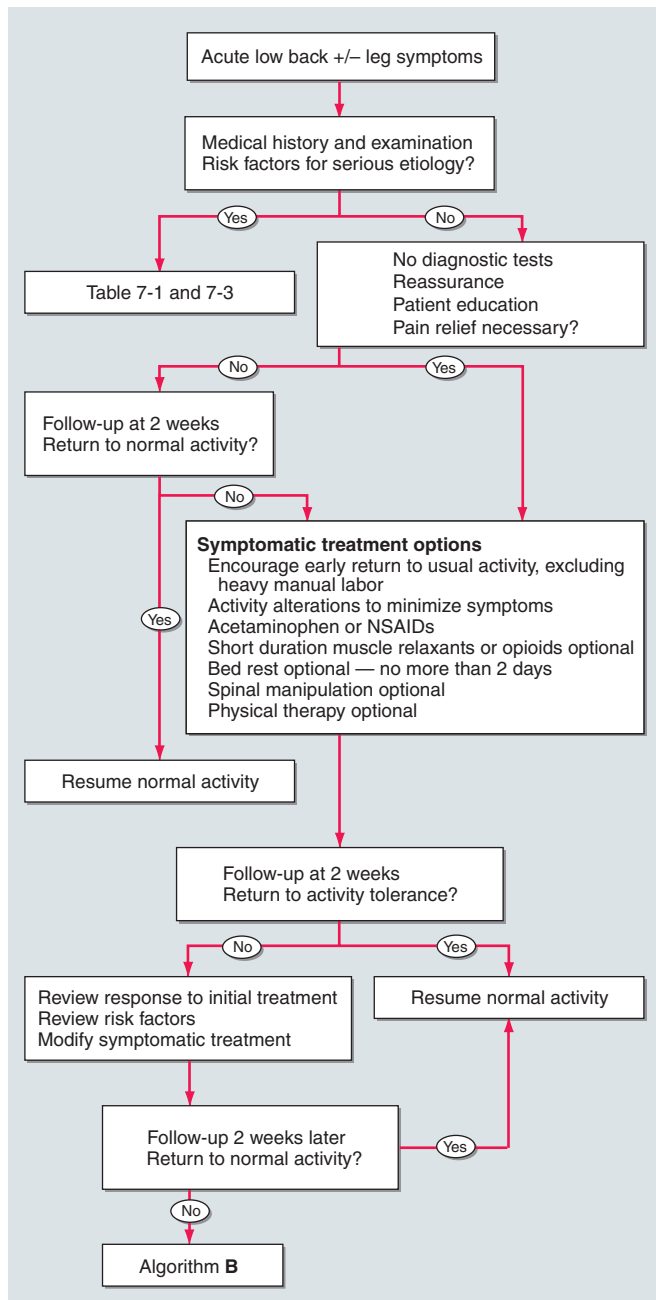 Acute low back +/– leg symptoms
Medical history and examination
Risk factors for serious etiology?
Yes
No
Table 7-1 and 7-3
No diagnostic tests
Reassurance
Patient education
Pain relief necessary?
No
Yes
Follow-up at 2 weeks
Return to normal activity?
No
Yes
Symptomatic treatment options
Encourage early return to usual activity, excluding
heavy manual labor
Activity alterations to minimize symptoms
Acetaminophen or NSAIDs
Short duration muscle relaxants or opioids optional
Bed rest optional — no more than 2 days
Spinal manipulation optional
Physical therapy optional
Resume normal activity
Follow-up at 2 weeks
Return to activity tolerance?
No
Yes
Review response to initial treatment
Review risk factors
Modify symptomatic treatment
Resume normal activity
Follow-up 2 weeks later
Return to normal activity?
Yes
No
Algorithm B